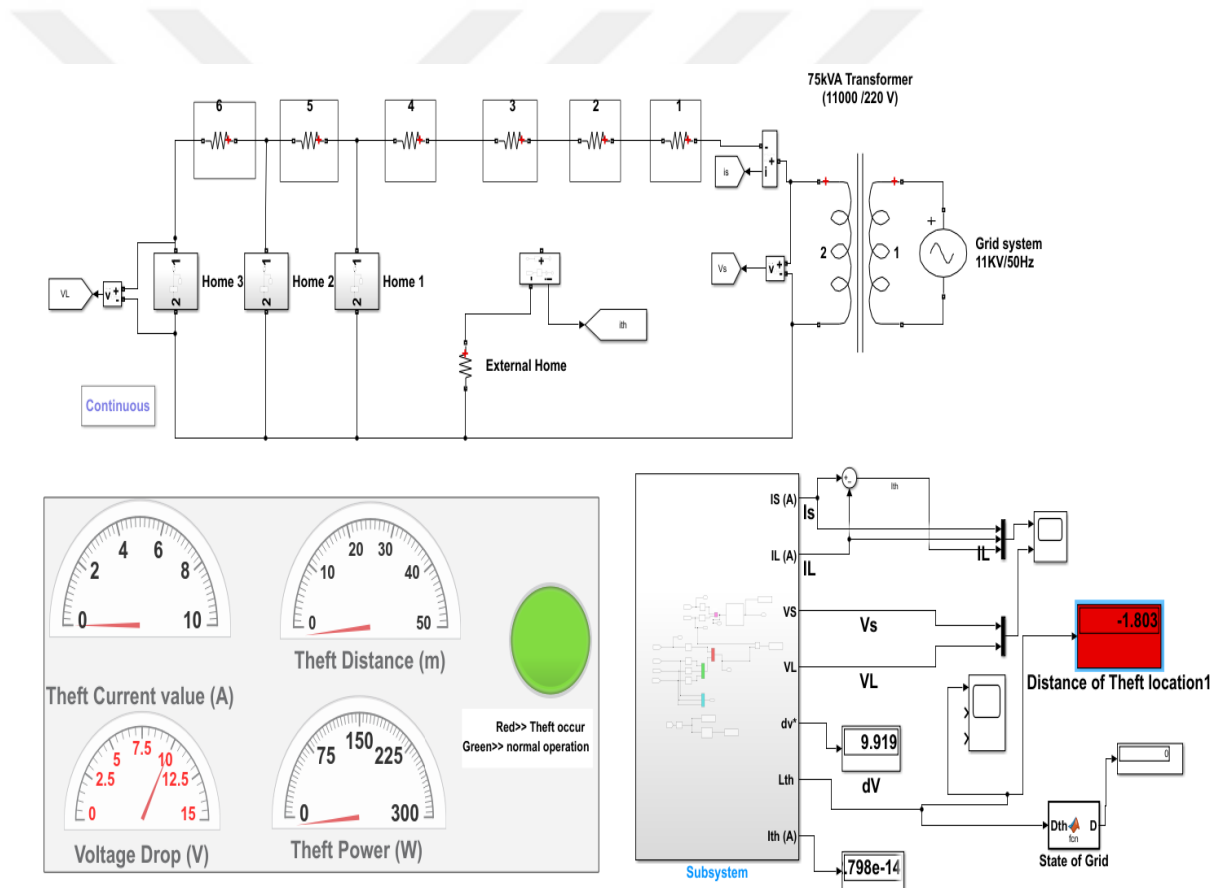 75kVA Transformer
(11000 /220 V)
6
5
4
3
2
1
-
+
i
is
+
2
1
Grid system
11KV/50Hz
Vs
v
+
-
VL
v
+
-
2 1
Home 3
2 1
Home 2
2 1
Home 1
+
ith
External Home
Continuous
0
2
4
6
8
10
Theft Current value (A)
0
10
20
30
40
50
Theft Distance (m)
0
2.5
5
7.5
10
12.5
15
Voltage Drop (V)
0
75
150
225
300
Theft Power (W)
Red>> Theft occur
Green>> normal operation
IS (A)
Is
Ith
IL (A)
IL
IL
VS
Vs
VL
VL
dv*
9.919
dV
Lth
Ith (A)
.798e-14
Subsystem
-1.803
Distance of Theft location1
0
Dth
fcn
D
State of Grid